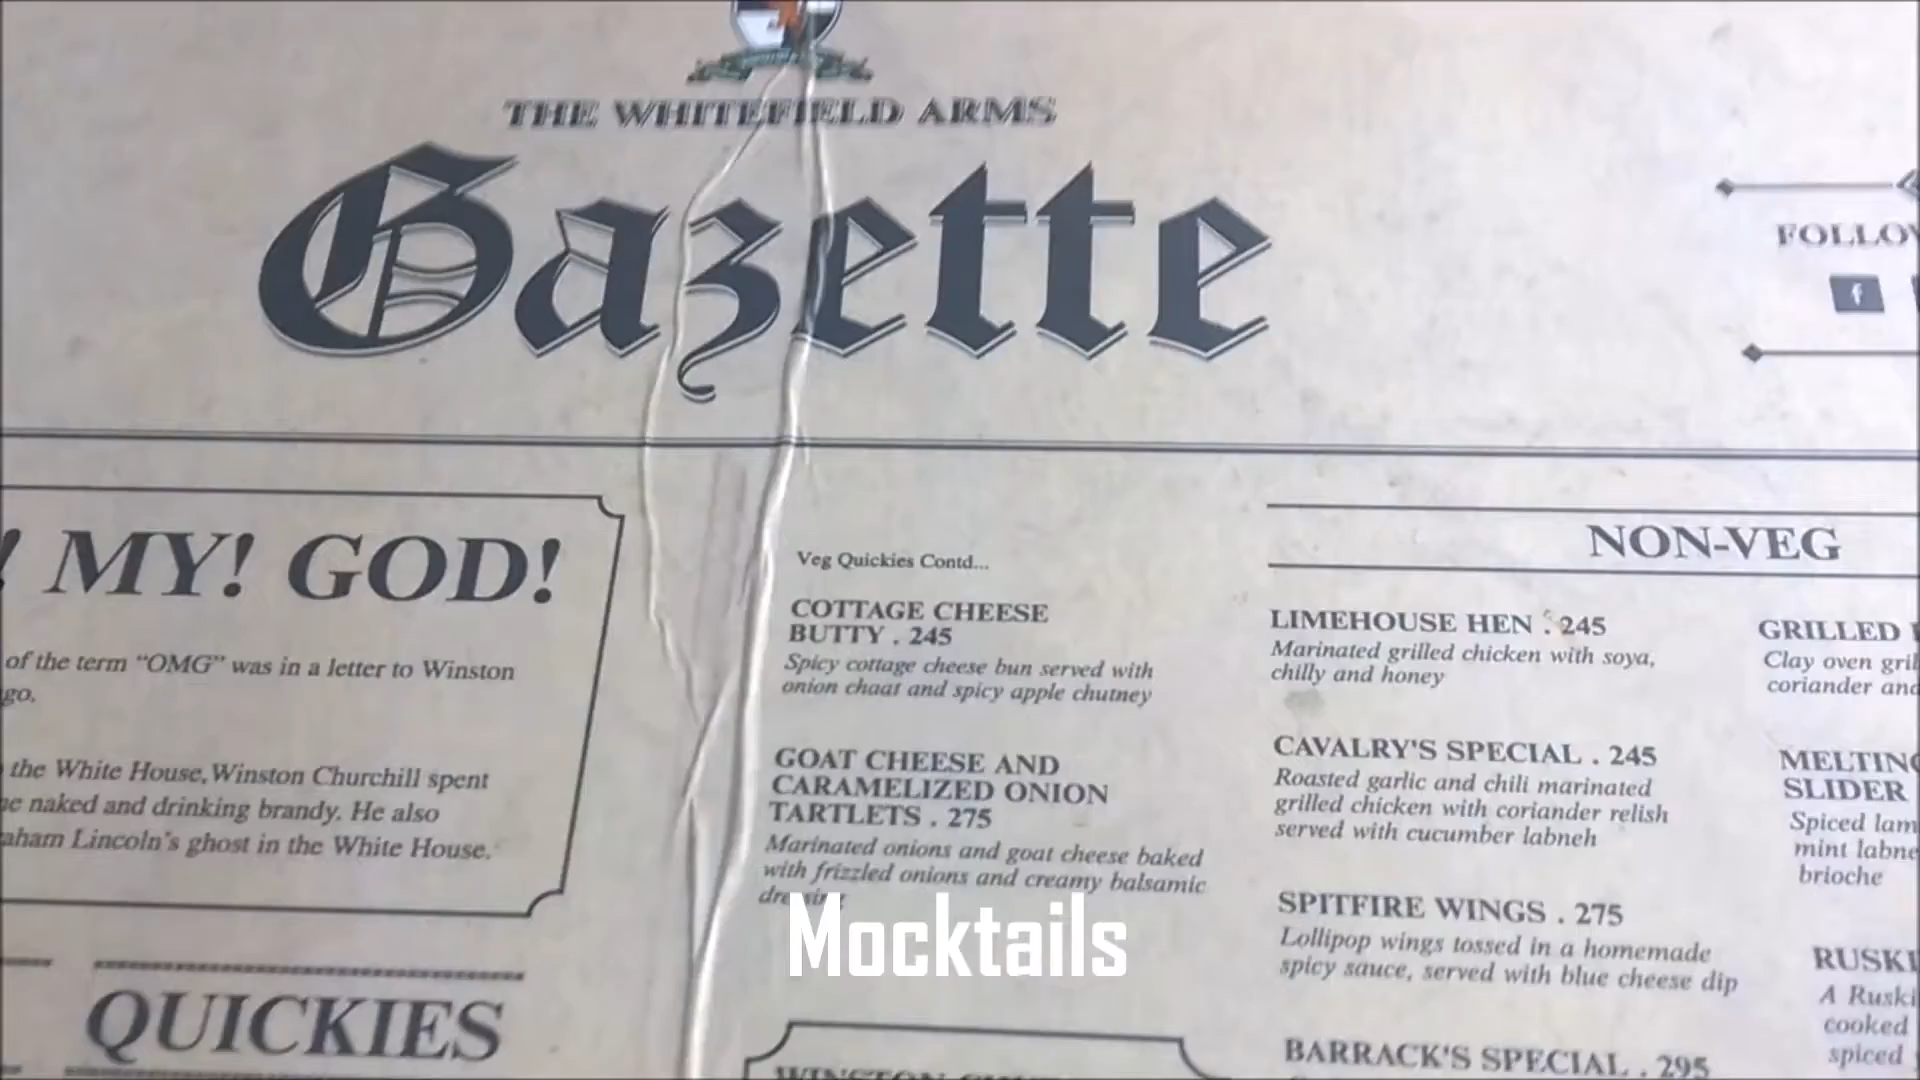 THE WHITEFIELD ARMS
Gazette
FOLLOW
f
! MY! GOD!
of the term “OMG” was in a letter to Winston
go.
the White House, Winston Churchill spent
naked and drinking brandy. He also
aham Lincoln's ghost in the White House.
QUICKIES
Veg Quickies Contd...
COTTAGE CHEESE
BUTTY . 245
Spicy cottage cheese bun served with
onion chaat and spicy apple chutney
GOAT CHEESE AND
CARAMELIZED ONION
TARTLETS . 275
Marinated onions and goat cheese baked
with frizzled onions and creamy balsamic
dressing
NON-VEG
LIMEHOUSE HEN . 245
Marinated grilled chicken with soya,
chilly and honey
CAVALRY'S SPECIAL . 245
Roasted garlic and chili marinated
grilled chicken with coriander relish
served with cucumber labneh
SPITFIRE WINGS . 275
Lollipop wings tossed in a homemade
spicy sauce, served with blue cheese dip
BARRACK'S SPECIAL . 295
GRILLED
Clay oven gril
coriander and
MELTING
SLIDER
Spiced lam
mint labne
brioche
RUSKI
A Ruski
cooked
spiced
Mocktails